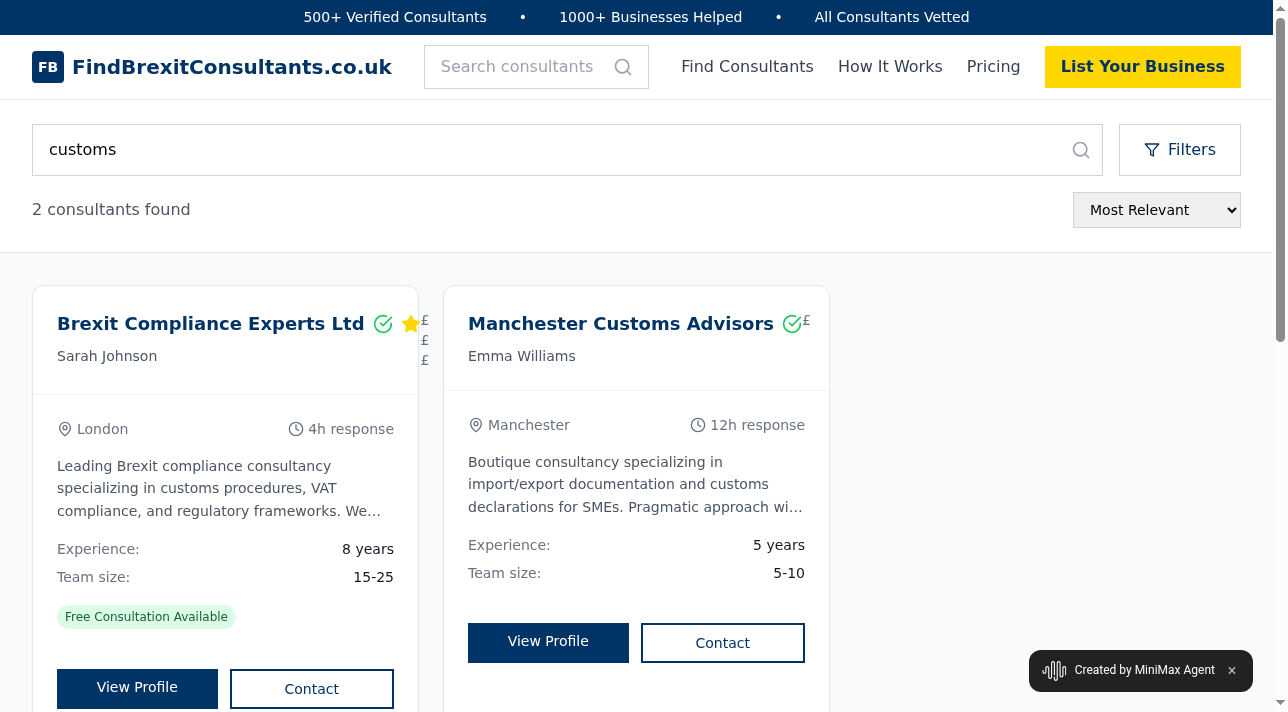 500+ Verified Consultants • 1000+ Businesses Helped • All Consultants Vetted
FB FindBrexitConsultants.co.uk Search consultants Find Consultants How It Works Pricing List Your Business
customs Filters
2 consultants found Most Relevant
Brexit Compliance Experts Ltd
£
£
£
Sarah Johnson
London 4h response
Leading Brexit compliance consultancy
specializing in customs procedures, VAT
compliance, and regulatory frameworks. We...
Experience: 8 years
Team size: 15-25
Free Consultation Available
View Profile Contact
Manchester Customs Advisors £
Emma Williams
Manchester 12h response
Boutique consultancy specializing in
import/export documentation and customs
declarations for SMEs. Pragmatic approach wi...
Experience: 5 years
Team size: 5-10
View Profile Contact
Created by MiniMax Agent ×